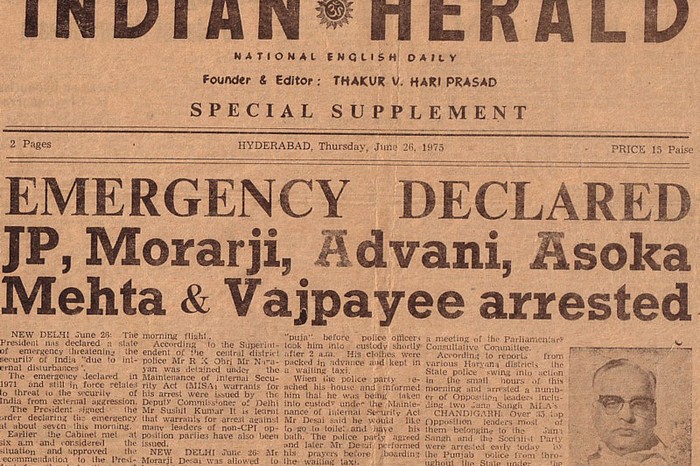 INDIAN HERALD
NATIONAL ENGLISH DAILY
Founder & Editor: THAKUR V. HARI PRASAD
SPECIAL SUPPLEMENT
2 Pages HYDERABAD, Thursday, June 26, 1975 PRICE 15 Paise
EMERGENCY DECLARED
JP, Morarji, Advani, Asoka
Mehta & Vajpayee arrested
NEW DELHI June 26: The
President has declared a state
of emergency threatening the
security of India "due to in-
ternal disturbances'.
The emergency declared in
1971 and still in force relates
to threat to the security of
India from external aggression.
The President signed the
order declaring the emergency
at about seven this morning.
Earlier the Cabinet met at
six am and considered
situation and approved the
recommendation to the Pred-
morning flight.
According to the Superint-
endent of the central district
police Mr R K Ohri Mr Nara-
yan was detained under the
Maintenance of Internal Secu-
rity Act (MISA) warrants for
his arrest were issued by the
Deputy Commissioner of Delhi
Mr Sushil Kumar It is learnt
that warrants for arrest against
many leaders of non-CPI op-
position parties have also been
issued.
NEW DELHI 26 Mr
Morarji Desai was allowed to
"puja" before police officers
took him into custody shortly
after 2 a.m. His clothes were
packed in advance and kept in
a waiting taxi.
When the police party re-
ached his house and informed
him that he was being taken
into custody under the Mainte-
nance of Internal Security Act
Mr Desai said he would like
to go to toilet and have his
bath. The police party agreed
and later Mr Desai performed
his prayers before boarding
the waiting taxi.
a meeting of the Parliamentary
Consultative Committee.
According to reports from
various Haryana districts, the
State police swung into action
in the small hours of this
morning and arrested a num-
ber of Opposition leaders inclu-
ding two Jana Sangh MLAs
CHANDIGARH: Over 35 top
Opposition leaders most of
them belonging to the Jana
Sangh and the Socialist Party
were arrested early today in
the Punjab police from
throughout the State under the